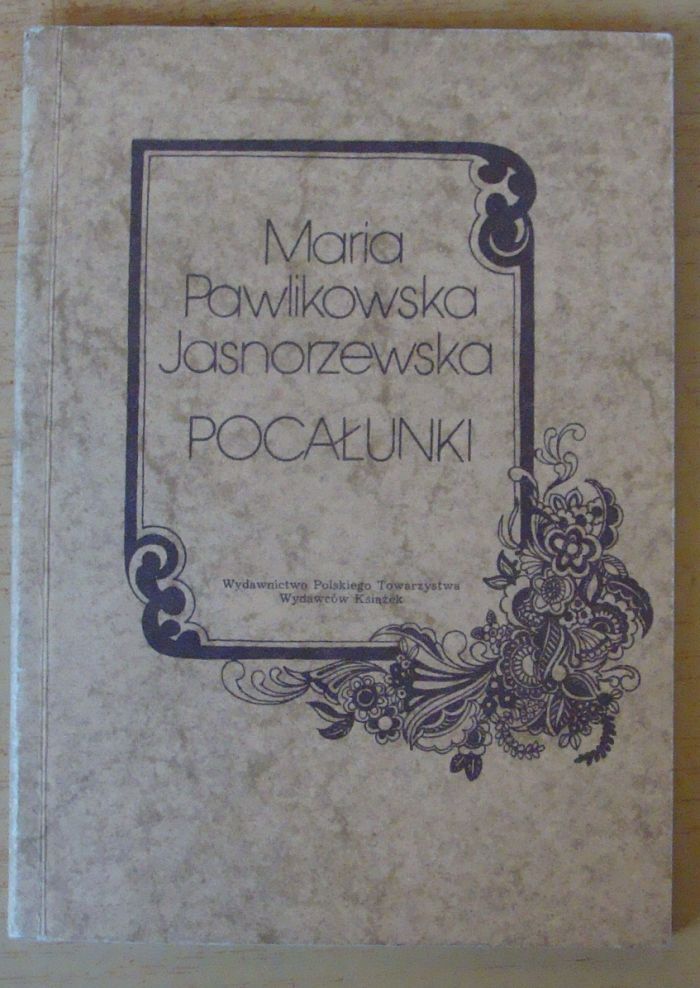 Maria
Pawlikowska
Jasnorzewska
POCAŁUNKI
Wydawnictwo Polskiego Towarzystwa
Wydawców Książek